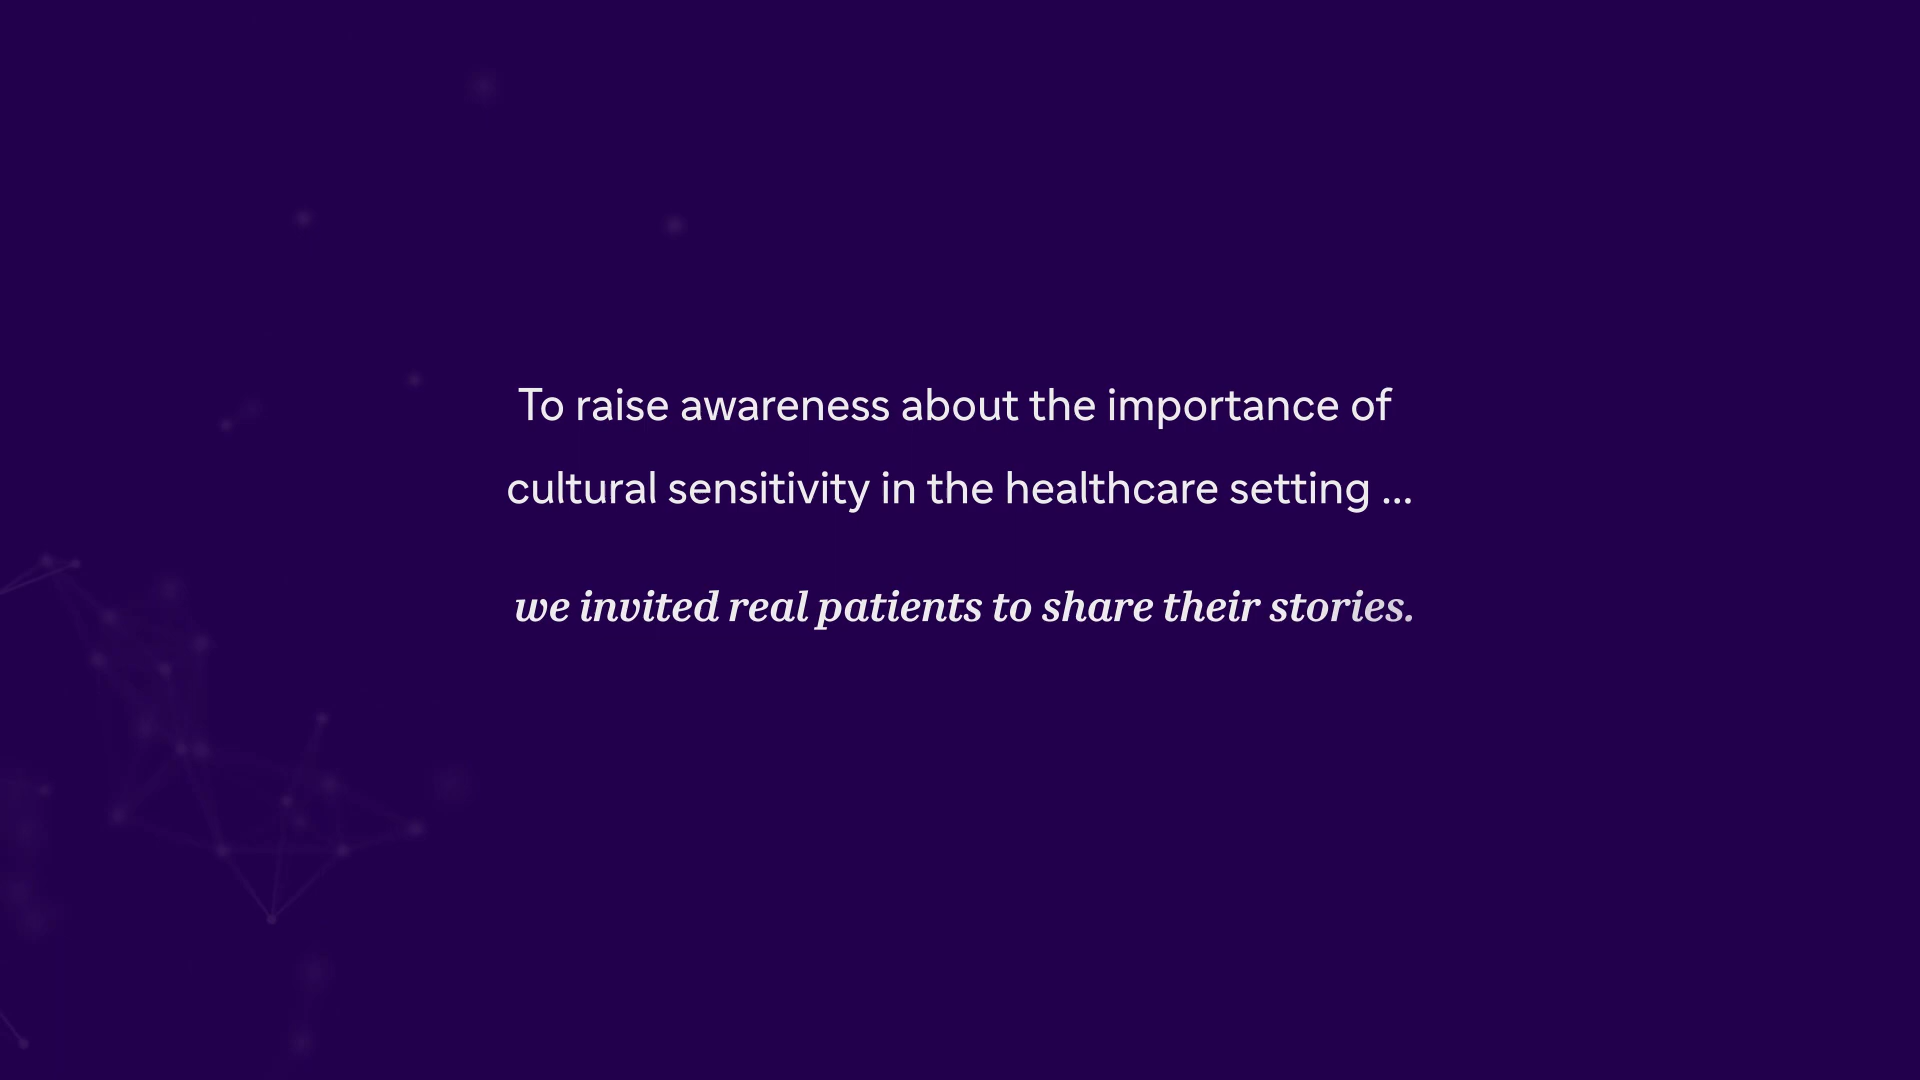 To raise awareness about the importance of
cultural sensitivity in the healthcare setting ...
we invited real patients to share their stories.